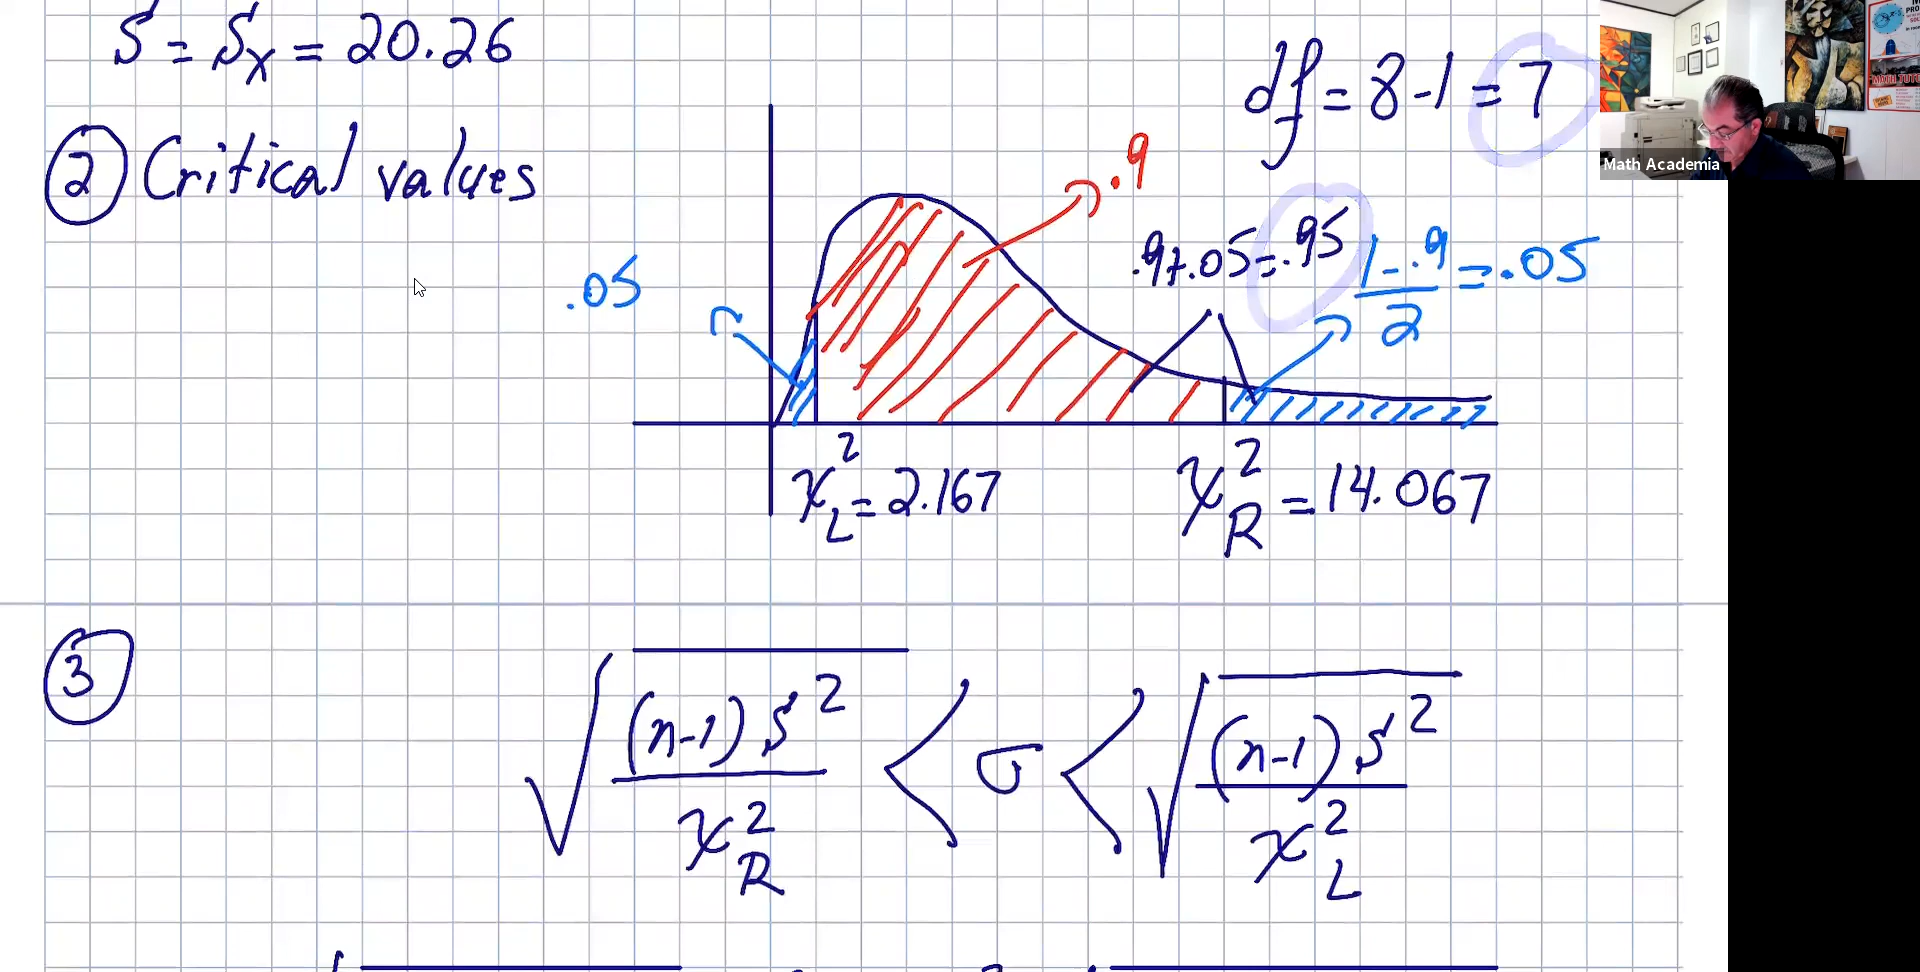 S = Sx = 20.26
df = 8-1 = 7
② Critical values
.9
.05
.9+.05=.95
1-.9/2 = .05
χ²L = 2.167
χ²R = 14.067
③ √((n-1)S²/χ²R) < σ < √((n-1)S²/χ²L)
Math Academia